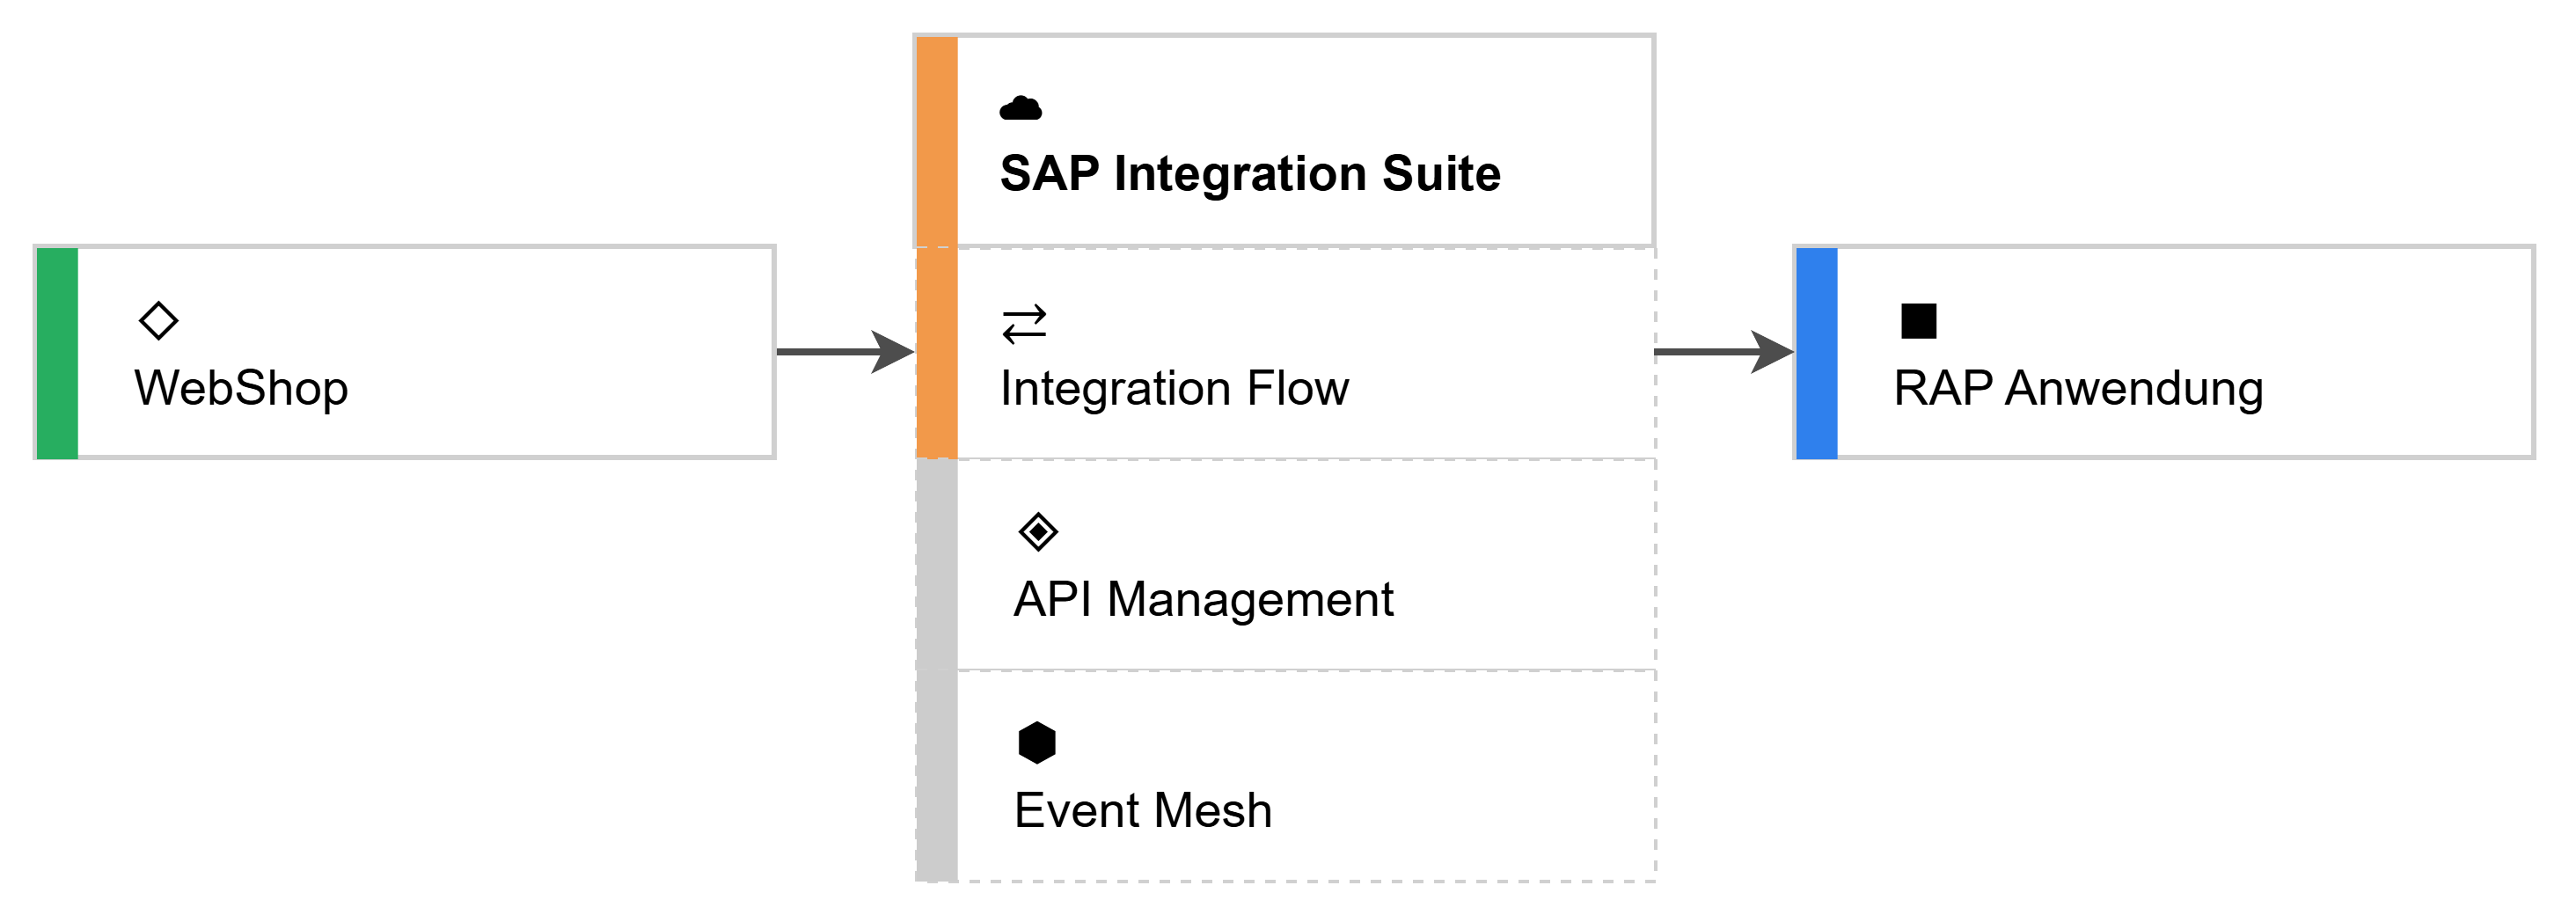 SAP Integration Suite
WebShop
Integration Flow
RAP Anwendung
API Management
Event Mesh